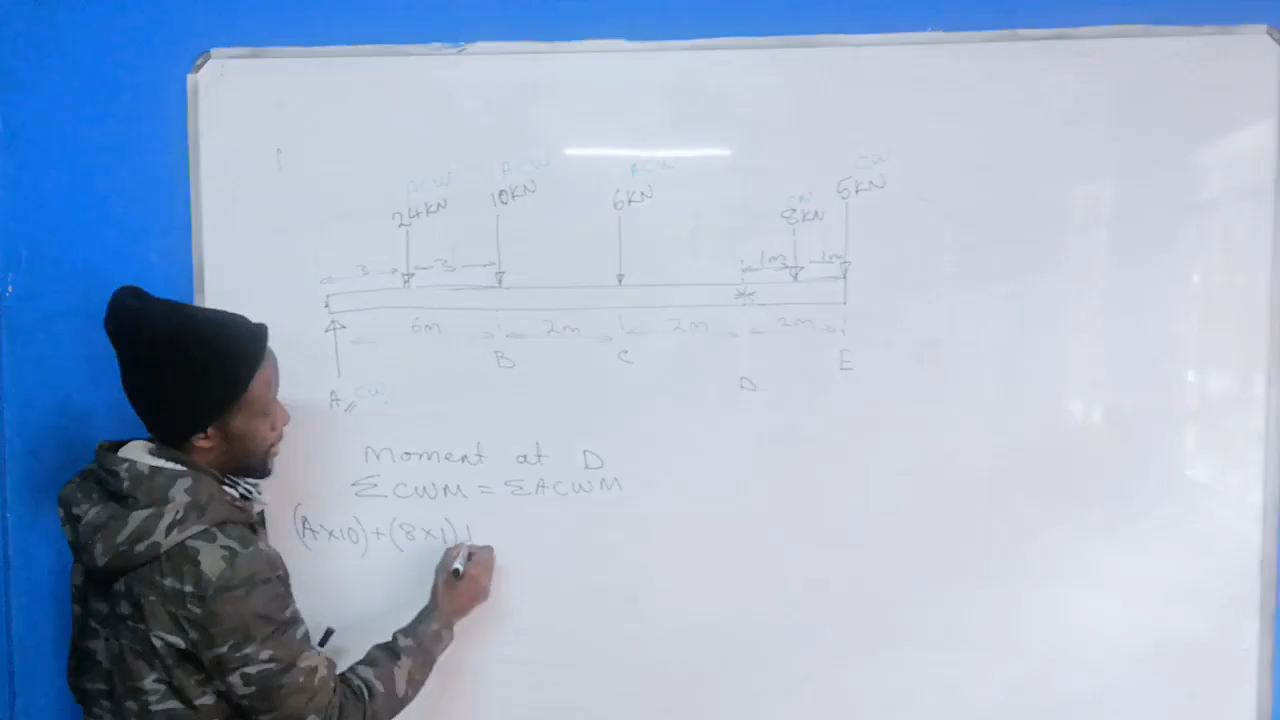 ACW ACW ACW CW
24KN 10KN 6KN 8KN 5KN
3 3 1m 1m
6m 2m 2m 2m
B C D E
A CW
Moment at D
ΣCWM = ΣACWM
(A×10)+(8×1)